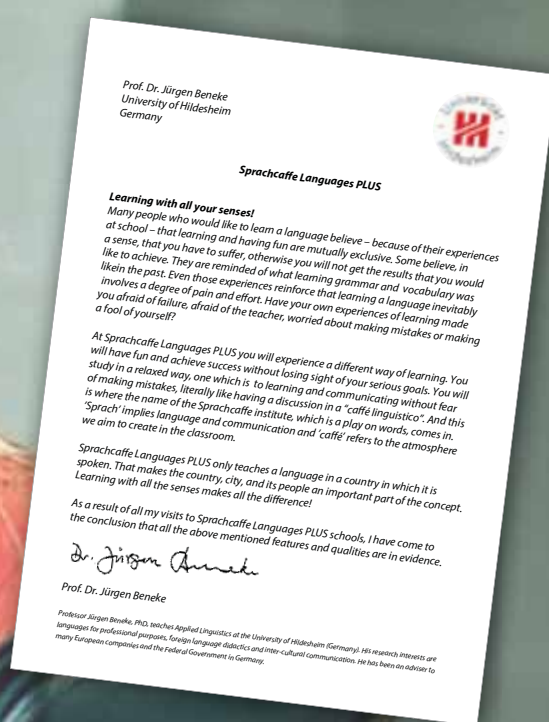 Prof. Dr. Jürgen Beneke
University of Hildesheim
Germany
Universität
Hildesheim
Sprachcaffe Languages PLUS
Learning with all your senses!
Many people who would like to learn a language believe – because of their experiences
at school – that learning and having fun are mutually exclusive. Some believe, in
a sense, that you have to suffer, otherwise you will not get the results that you would
like to achieve. They are reminded of what learning grammar and vocabulary was
likein the past. Even those experiences reinforce that learning a language inevitably
involves a degree of pain and effort. Have your own experiences of learning made
you afraid of failure, afraid of the teacher, worried about making mistakes or making
a fool of yourself?
At Sprachcaffe Languages PLUS you will experience a different way of learning. You
will have fun and achieve success without losing sight of your serious goals. You will
study in a relaxed way, one which is to learning and communicating without fear
of making mistakes, literally like having a discussion in a "caffé linguistico". And this
is where the name of the Sprachcaffe institute, which is a play on words, comes in.
'Sprach' implies language and communication and 'caffé' refers to the atmosphere
we aim to create in the classroom.
Sprachcaffe Languages PLUS only teaches a language in a country in which it is
spoken. That makes the country, city, and its people an important part of the concept.
Learning with all the senses makes all the difference!
As a result of all my visits to Sprachcaffe Languages PLUS schools, I have come to
the conclusion that all the above mentioned features and qualities are in evidence.
Dr. Jürgen Beneke
Prof. Dr. Jürgen Beneke
Professor Jürgen Beneke, PhD, teaches Applied Linguistics at the University of Hildesheim (Germany). His research interests are
languages for professional purposes, foreign language didactics and inter-cultural communication. He has been an adviser to
many European companies and the Federal Government in Germany.